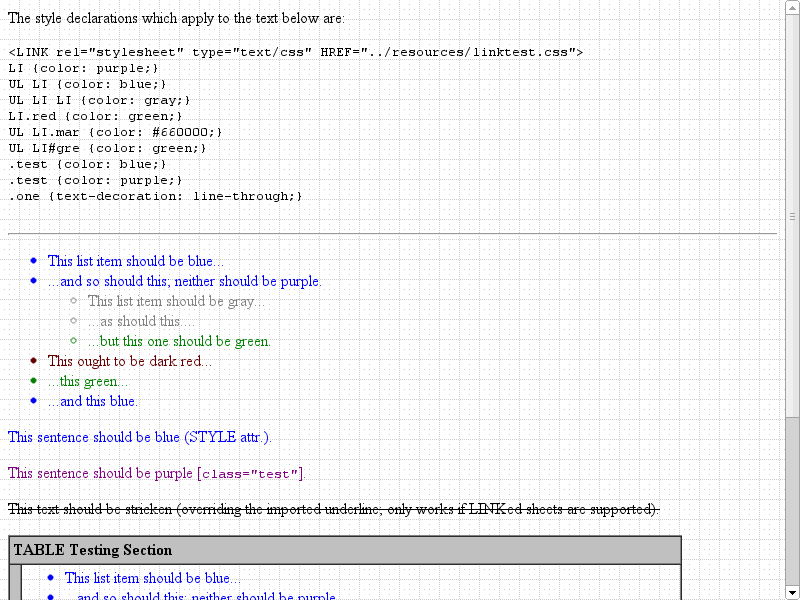 The style declarations which apply to the text below are:
<LINK rel="stylesheet" type="text/css" HREF="../resources/linktest.css">
LI {color: purple;}
UL LI {color: blue;}
UL LI LI {color: gray;}
LI.red {color: green;}
UL LI.mar {color: #660000;}
UL LI#gre {color: green;}
.test {color: blue;}
.test {color: purple;}
.one {text-decoration: line-through;}
This list item should be blue...
...and so should this; neither should be purple.
This list item should be gray...
...as should this....
...but this one should be green.
This ought to be dark red...
...this green...
...and this blue.
This sentence should be blue (STYLE attr.).
This sentence should be purple [class="test"].
This text should be stricken (overriding the imported underline; only works if LINKed sheets are supported).
TABLE Testing Section
This list item should be blue...
...and so should this; neither should be purple.